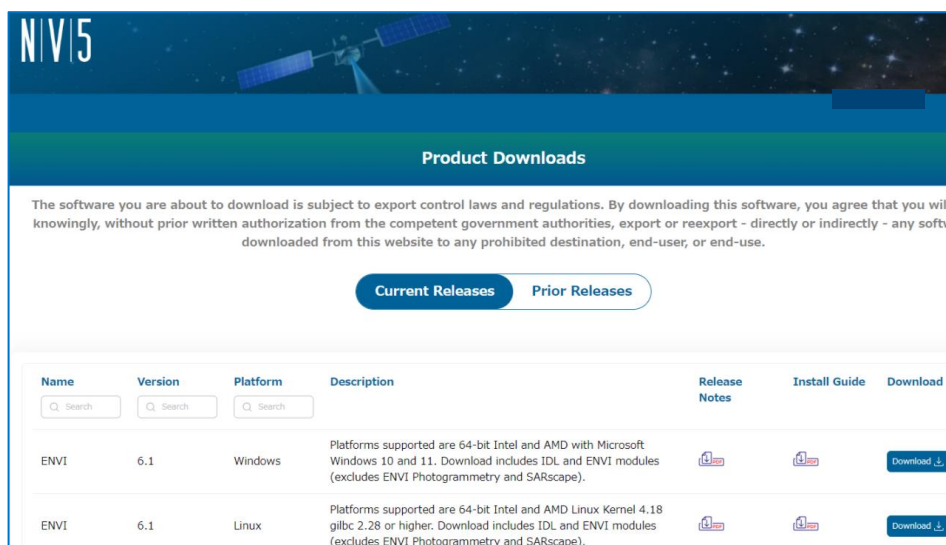 N|V|5
Product Downloads
The software you are about to download is subject to export control laws and regulations. By downloading this software, you agree that you wil
knowingly, without prior written authorization from the competent government authorities, export or reexport - directly or indirectly - any softw
downloaded from this website to any prohibited destination, end-user, or end-use.
Current Releases Prior Releases
Name Version Platform Description Release Notes Install Guide Download
Search Search Search
Platforms supported are 64-bit Intel and AMD with Microsoft
ENVI 6.1 Windows Windows 10 and 11. Download includes IDL and ENVI modules PDF PDF Download
(excludes ENVI Photogrammetry and SARscape).
Platforms supported are 64-bit Intel and AMD Linux Kernel 4.18
ENVI 6.1 Linux gilbc 2.28 or higher. Download includes IDL and ENVI modules PDF PDF Download
(excludes ENVI Photogrammetry and SARscape).